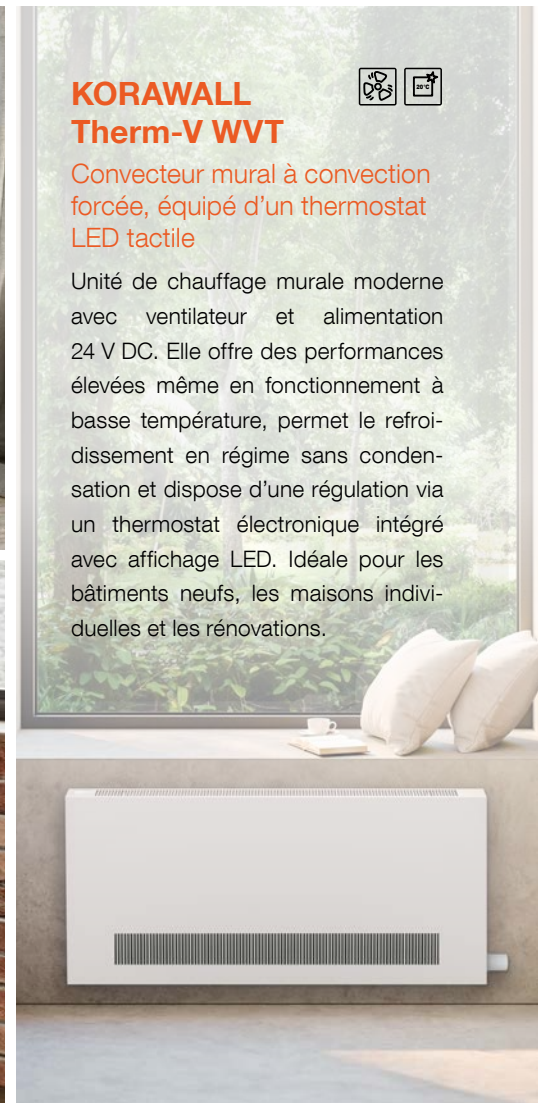 KORAWALL
Therm-V WVT
20°C
Convecteur mural à convection
forcée, équipé d'un thermostat
LED tactile
Unité de chauffage murale moderne
avec ventilateur et alimentation
24 V DC. Elle offre des performances
élevées même en fonctionnement à
basse température, permet le refroi-
dissement en régime sans conden-
sation et dispose d'une régulation via
un thermostat électronique intégré
avec affichage LED. Idéale pour les
bâtiments neufs, les maisons indivi-
duelles et les rénovations.